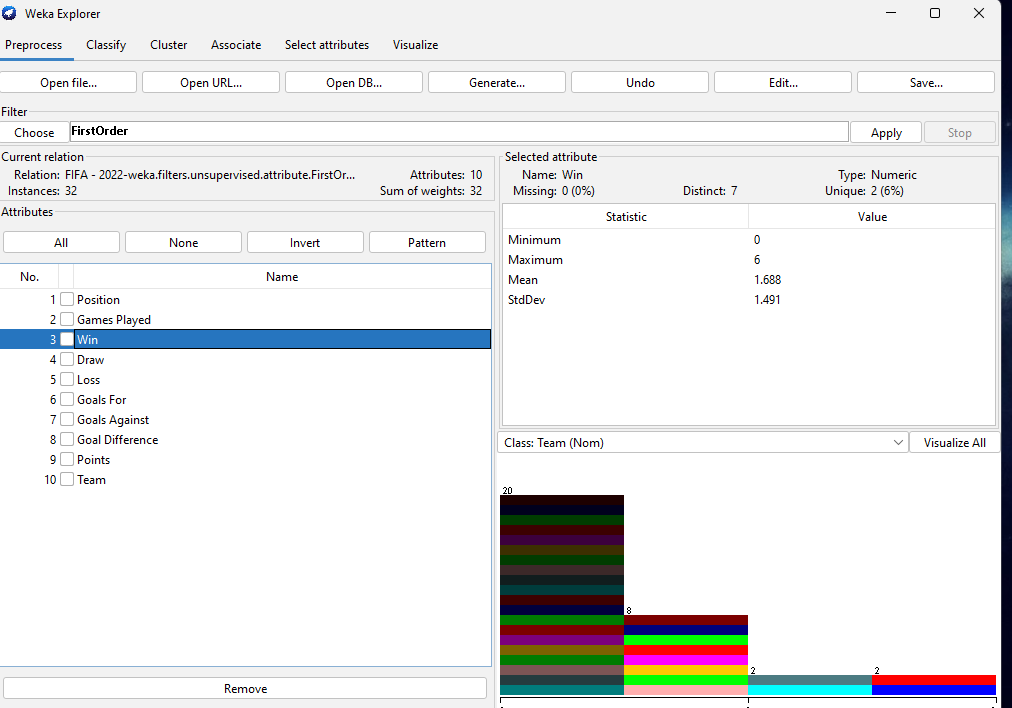 Weka Explorer
Preprocess Classify Cluster Associate Select attributes Visualize
Open file... Open URL... Open DB... Generate... Undo Edit... Save...
Filter
Choose FirstOrder Apply Stop
Current relation
Relation: FIFA - 2022-weka.filters.unsupervised.attribute.FirstOr... Attributes: 10
Instances: 32 Sum of weights: 32
Attributes
All None Invert Pattern
No. Name
1 Position
2 Games Played
3 Win
4 Draw
5 Loss
6 Goals For
7 Goals Against
8 Goal Difference
9 Points
10 Team
Remove
Selected attribute
Name: Win Type: Numeric
Missing: 0 (0%) Distinct: 7 Unique: 2 (6%)
Statistic Value
Minimum 0
Maximum 6
Mean 1.688
StdDev 1.491
Class: Team (Nom) Visualize All
20
8
2 2